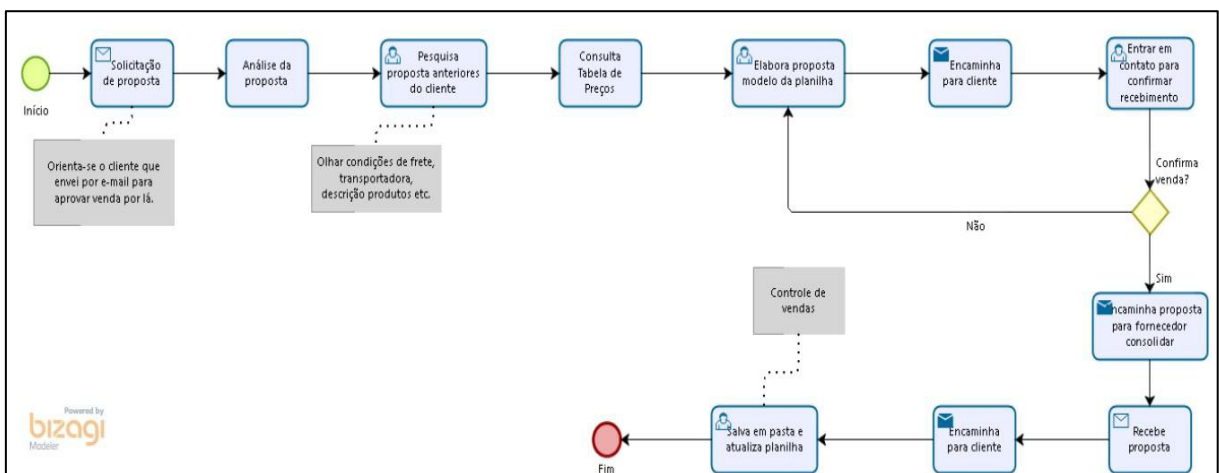 Início
Solicitação
de proposta
Análise da
proposta
Pesquisa
proposta anteriores
do cliente
Consulta
Tabela de
Preços
Elabora proposta
modelo da planilha
Encaminha
para cliente
Entrar em
contato para
confirmar
recebimento
Orienta-se o cliente que
envei por e-mail para
aprovar venda por lá.
Olhar condições de frete,
transportadora,
descrição produtos etc.
Confirma
venda?
Não
Sim
Controle de
vendas
Encaminha proposta
para fornecedor
consolidar
Recebe
proposta
Encaminha
para cliente
Salva em pasta e
atualiza planilha
Fim
Powered by
bizagi
Modeler